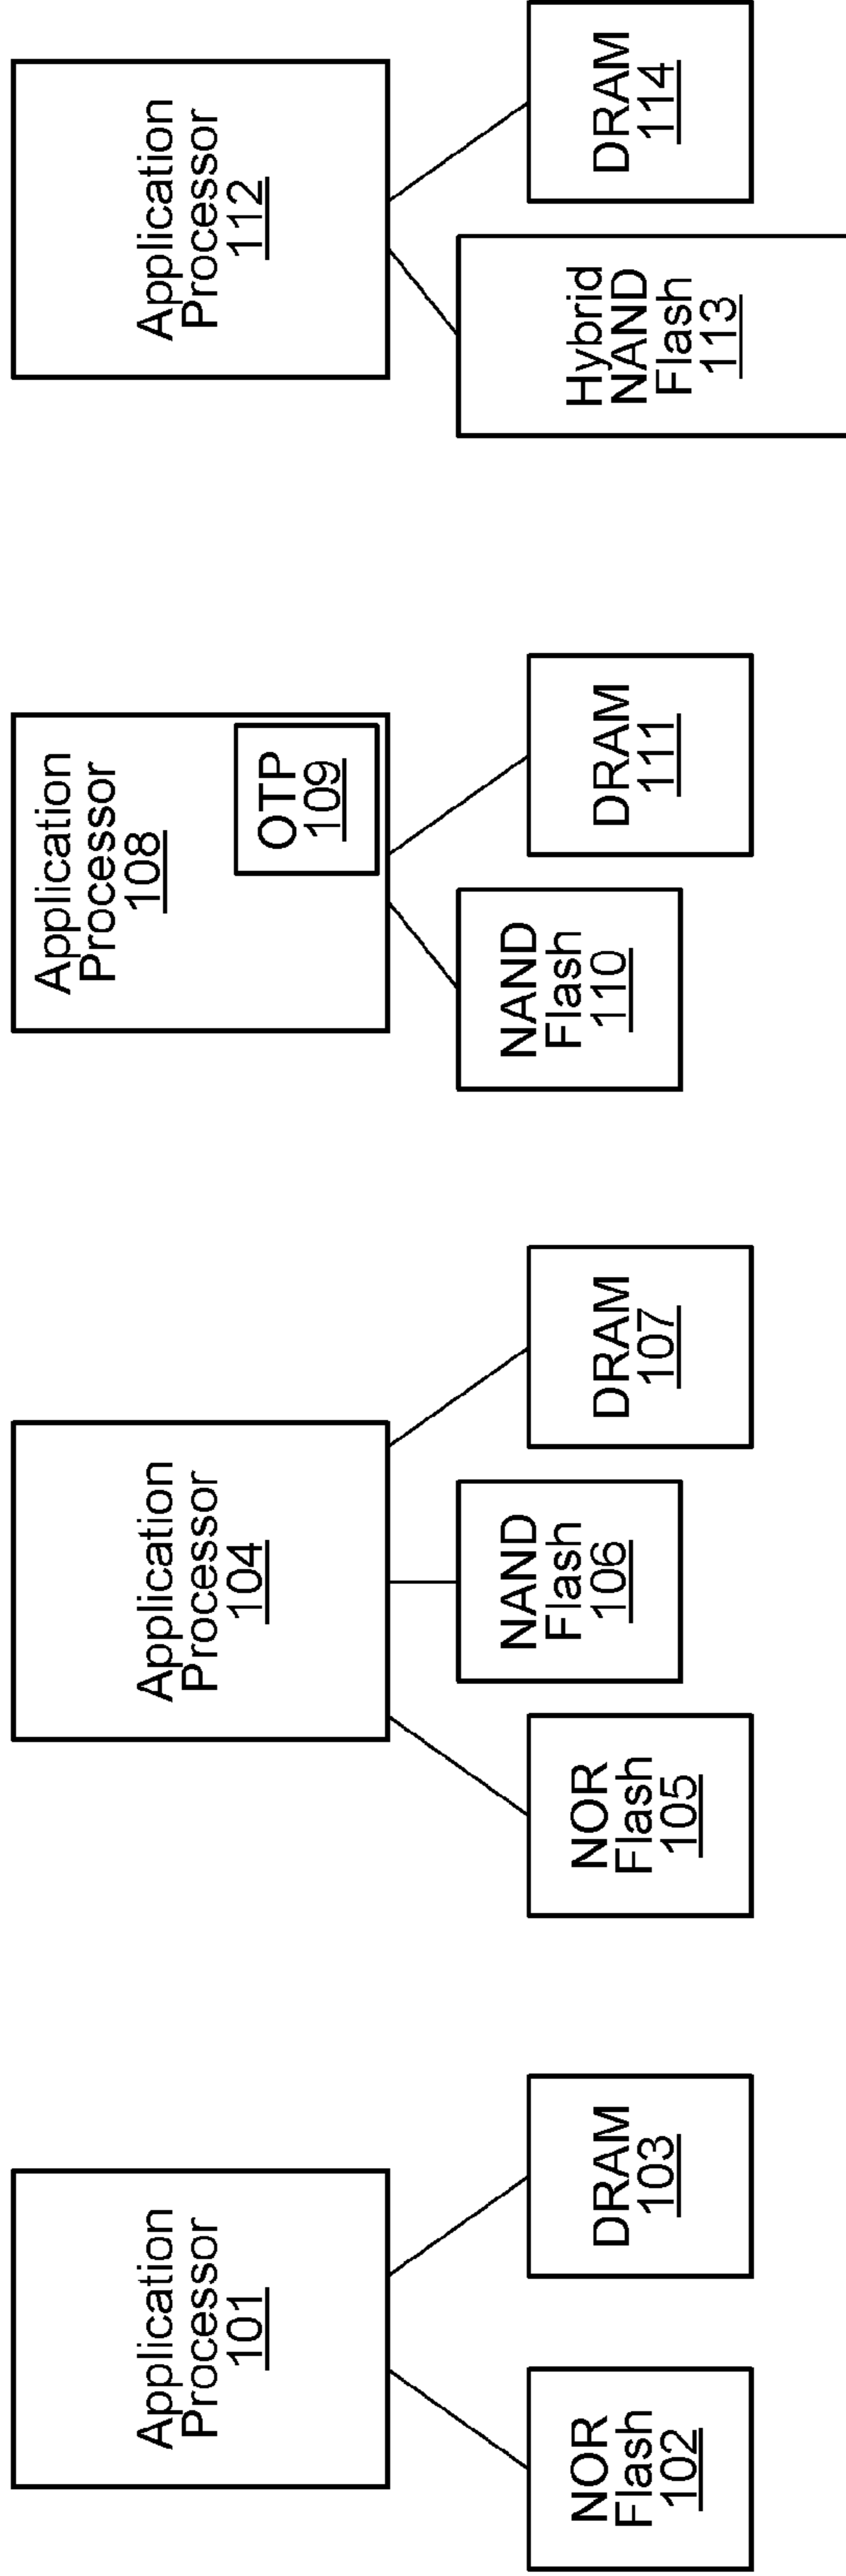 Application
Processor
101
NOR
Flash
102
DRAM
103
Application
Processor
104
NOR
Flash
105
NAND
Flash
106
DRAM
107
Application
Processor
108
OTP
109
NAND
Flash
110
DRAM
111
Application
Processor
112
Hybrid
NAND
Flash
113
DRAM
114